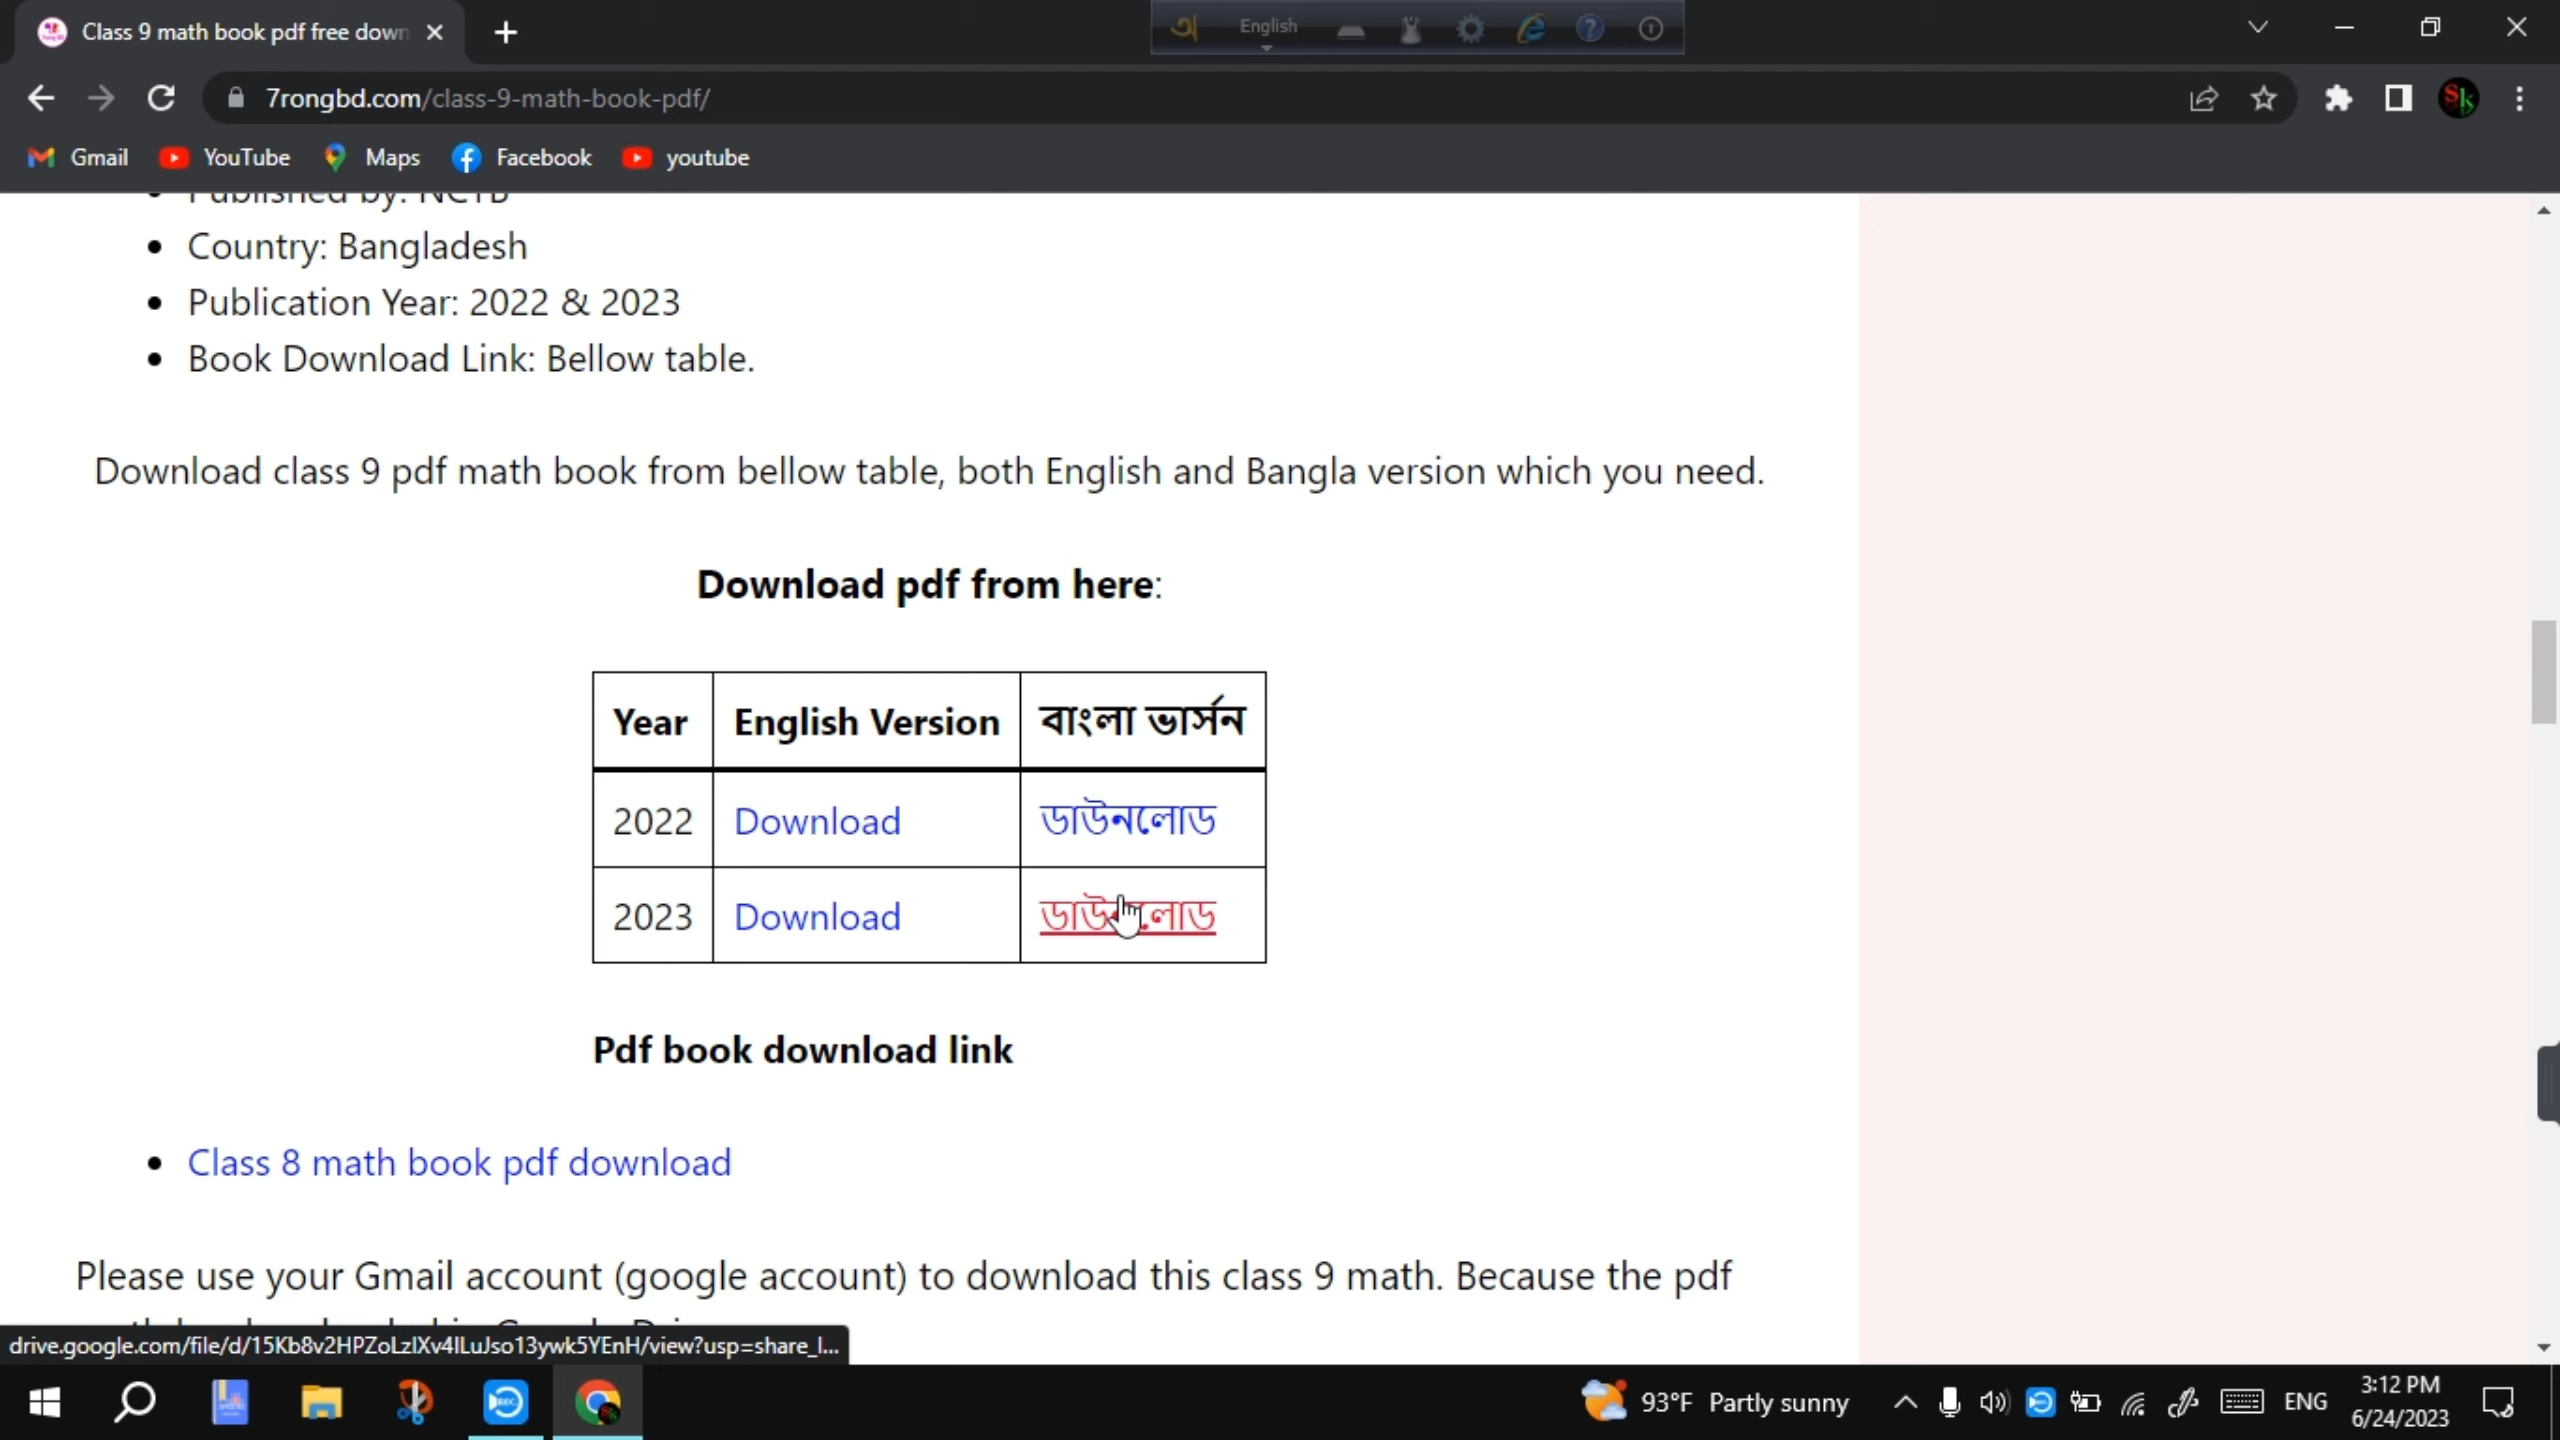 Class 9 math book pdf free down
English
7rongbd.com/class-9-math-book-pdf/
Gmail YouTube Maps Facebook youtube
Published by: NCTB
• Country: Bangladesh
• Publication Year: 2022 & 2023
• Book Download Link: Bellow table.
Download class 9 pdf math book from bellow table, both English and Bangla version which you need.
Download pdf from here:
Year English Version বাংলা ভার্সন
2022 Download ডাউনলোড
2023 Download ডাউনলোড
Pdf book download link
• Class 8 math book pdf download
Please use your Gmail account (google account) to download this class 9 math. Because the pdf
drive.google.com/file/d/15Kb8v2HPZoLzIXv4ILuJso13ywk5YEnH/view?usp=share_l...
93°F Partly sunny ENG 3:12 PM
6/24/2023